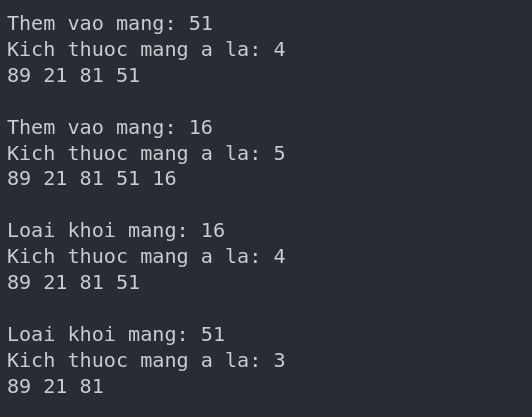 Them vao mang: 51
Kich thuoc mang a la: 4
89 21 81 51
Them vao mang: 16
Kich thuoc mang a la: 5
89 21 81 51 16
Loai khoi mang: 16
Kich thuoc mang a la: 4
89 21 81 51
Loai khoi mang: 51
Kich thuoc mang a la: 3
89 21 81